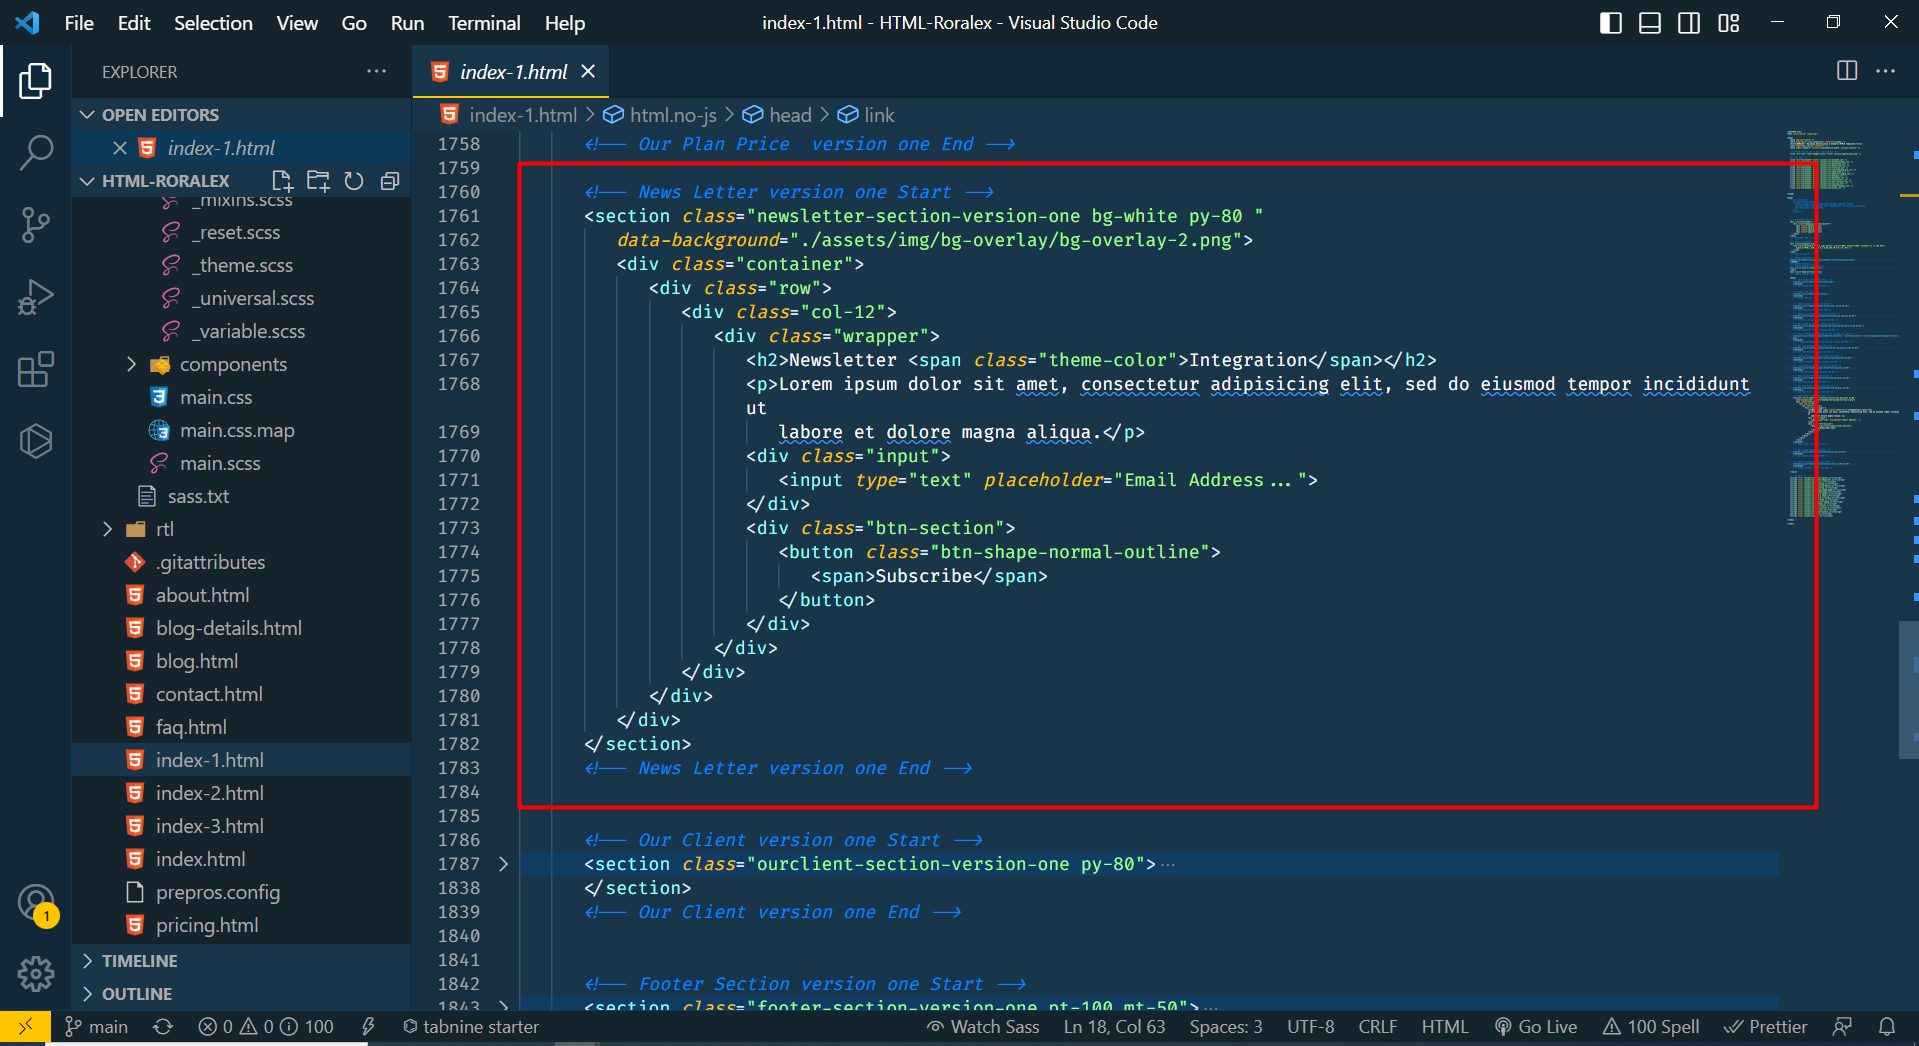 File Edit Selection View Go Run Terminal Help
index-1.html - HTML-Roralex - Visual Studio Code
EXPLORER
OPEN EDITORS
index-1.html
HTML-RORALEX
_mixins.scss
_reset.scss
_theme.scss
_universal.scss
_variable.scss
components
main.css
main.css.map
main.scss
sass.txt
rtl
.gitattributes
about.html
blog-details.html
blog.html
contact.html
faq.html
index-1.html
index-2.html
index-3.html
index.html
prepros.config
pricing.html
TIMELINE
OUTLINE
1
index-1.html
index-1.html > html.no-js > head > link
1758 <!-- Our Plan Price  version one End -->
1759
1760 <!-- News Letter version one Start -->
1761 <section class="newsletter-section-version-one bg-white py-80 "
1762 data-background="./assets/img/bg-overlay/bg-overlay-2.png">
1763 <div class="container">
1764 <div class="row">
1765 <div class="col-12">
1766 <div class="wrapper">
1767 <h2>Newsletter <span class="theme-color">Integration</span></h2>
1768 <p>Lorem ipsum dolor sit amet, consectetur adipisicing elit, sed do eiusmod tempor incididunt
ut
1769 labore et dolore magna aliqua.</p>
1770 <div class="input">
1771 <input type="text" placeholder="Email Address...">
1772 </div>
1773 <div class="btn-section">
1774 <button class="btn-shape-normal-outline">
1775 <span>Subscribe</span>
1776 </button>
1777 </div>
1778 </div>
1779 </div>
1780 </div>
1781 </div>
1782 </section>
1783 <!-- News Letter version one End -->
1784
1785
1786 <!-- Our Client version one Start -->
1787 <section class="ourclient-section-version-one py-80">...
1838 </section>
1839 <!-- Our Client version one End -->
1840
1841
1842 <!-- Footer Section version one Start -->
1843 <section class="footer-section-version-one pt-100 mt-50">...
main 0 0 100 tabnine starter Watch Sass Ln 18, Col 63 Spaces: 3 UTF-8 CRLF HTML Go Live 100 Spell Prettier